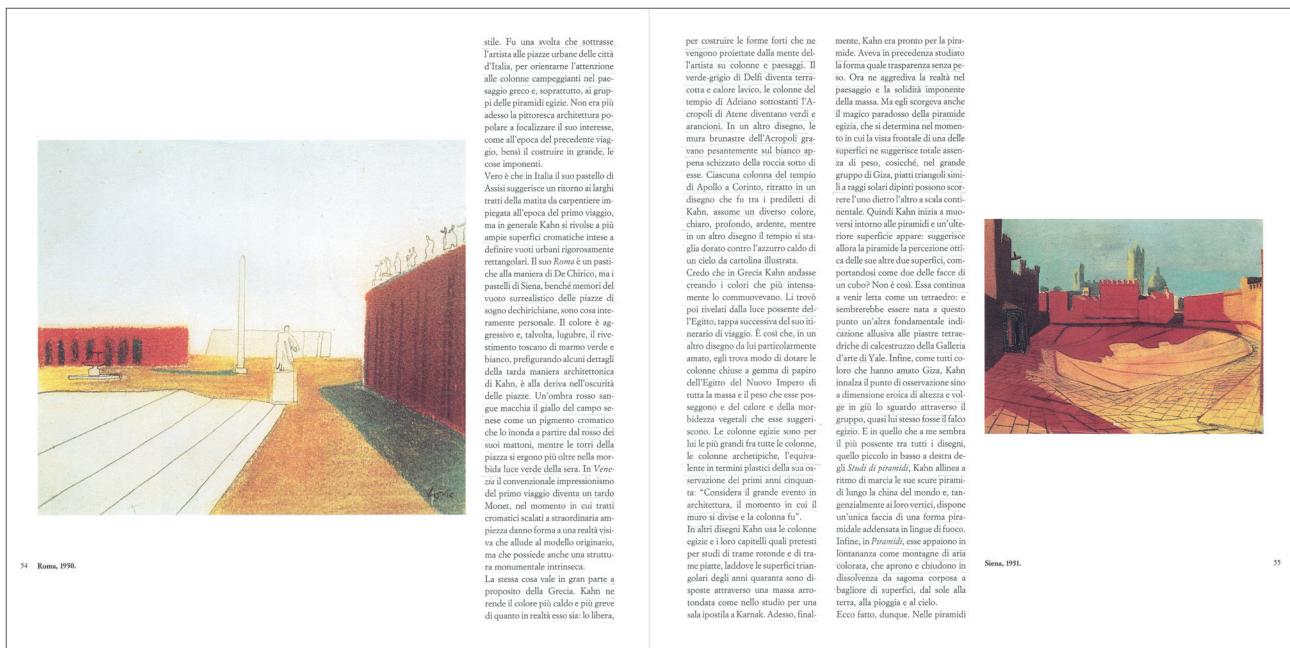 stile. Fu una svolta che sottrasse
l'artista alle piazze urbane delle città
d'Italia, per orientarne l'attenzione
alle colonne campeggianti nel pae-
saggio greco e, soprattutto, ai grup-
pi delle piramidi egizie. Non era più
adesso la pittoresca architettura po-
polare a focalizzare il suo interesse,
come all'epoca del precedente viag-
gio, bensì il costruire in grande, le
cose imponenti.
Vero è che in Italia il suo pastello di
Assisi suggerisce un ritorno ai larghi
tratti della matita da carpentiere im-
piegata all'epoca del primo viaggio,
ma in generale Kahn si rivolse a più
ampie superfici cromatiche intese a
definire vuoti urbani rigorosamente
rettangolari. Il suo Roma è un pasti-
che alla maniera di De Chirico, ma i
pastelli di Siena, benché memori del
vuoto surrealistico delle piazze di
sogno dechirichiane, sono cosa inte-
ramente personale. Il colore è ag-
gressivo e, talvolta, lugubre, il rive-
stimento toscano di marmo verde e
bianco, prefigurando alcuni dettagli
della tarda maniera architettonica
di Kahn, è alla deriva nell'oscurità
delle piazze. Un'ombra rosso san-
gue macchia il giallo del campo se-
nese come un pigmento cromatico
che lo inonda a partire dal rosso dei
suoi mattoni, mentre le torri della
piazza si ergono più oltre nella mor-
bida luce verde della sera. In Vene-
zia il convenzionale impressionismo
del primo viaggio diventa un tardo
Monet, nel momento in cui tratti
cromatici scalati a straordinaria am-
piezza danno forma a una realtà visi-
va che allude al modello originario,
ma che possiede anche una struttu-
ra monumentale intrinseca.
La stessa cosa vale in gran parte a
proposito della Grecia. Kahn ne
rende il colore più caldo e più greve
di quanto in realtà esso sia: lo libera,
54 Roma, 1950.
per costruire le forme forti che ne
vengono proiettate dalla mente del-
l'artista su colonne e paesaggi. Il
verde-grigio di Delfi diventa terra-
cotta e calore lavico, le colonne del
tempio di Adriano sottostanti l'A-
cropoli di Atene diventano verdi e
arancioni. In un altro disegno, le
mura brunastre dell'Acropoli gra-
vano pesantemente sul bianco ap-
pena schizzato della roccia sotto di
esse. Ciascuna colonna del tempio
di Apollo a Corinto, ritratto in un
disegno che fu tra i prediletti di
Kahn, assume un diverso colore,
chiaro, profondo, ardente, mentre
in un altro disegno il tempio si sta-
glia dorato contro l'azzurro caldo di
un cielo da cartolina illustrata.
Credo che in Grecia Kahn andasse
creando i colori che più intensa-
mente lo commuovevano. Li trovò
poi rivelati dalla luce possente del-
l'Egitto, tappa successiva del suo iti-
nerario di viaggio. È così che, in un
altro disegno da lui particolarmente
amato, egli trova modo di dotare le
colonne chiuse a gemma di papiro
dell'Egitto del Nuovo Impero di
tutta la massa e il peso che esse pos-
seggono e del calore e della mor-
bidezza vegetali che esse suggeri-
scono. Le colonne egizie sono per
lui le più grandi fra tutte le colonne,
le colonne archetipiche, l'equiva-
lente in termini plastici della sua os-
servazione dei primi anni cinquan-
ta: "Considera il grande evento in
architettura, il momento in cui il
muro si divise e la colonna fu".
In altri disegni Kahn usa le colonne
egizie e i loro capitelli quali pretesti
per studi di trame rotonde e di tra-
me piatte, laddove le superfici trian-
golari degli anni quaranta sono di-
sposte attraverso una massa arro-
tondata come nello studio per una
sala ipostila a Karnak. Adesso, final-
mente, Kahn era pronto per la pira-
mide. Aveva in precedenza studiato
la forma quale trasparenza senza pe-
so. Ora ne aggrediva la realtà nel
paesaggio e la solidità imponente
della massa. Ma egli scorgeva anche
il magico paradosso della piramide
egizia, che si determina nel momen-
to in cui la vista frontale di una delle
superfici ne suggerisce totale assen-
za di peso, cosicché, nel grande
gruppo di Giza, piatti triangoli simi-
li a raggi solari dipinti possono scor-
rere l'uno dietro l'altro a scala conti-
nentale. Quindi Kahn inizia a muo-
versi intorno alle piramidi e un'ulte-
riore superficie appare: suggerisce
allora la piramide la percezione otti-
ca delle sue altre due superfici, com-
portandosi come due delle facce di
un cubo? Non è così. Essa continua
a venir letta come un tetraedro: e
sembrerebbe essere nata a questo
punto un'altra fondamentale indi-
cazione allusiva alle piastre tetrae-
driche di calcestruzzo della Galleria
d'arte di Yale. Infine, come tutti co-
loro che hanno amato Giza, Kahn
innalza il punto di osservazione sino
a dimensione eroica di altezza e vol-
ge in giù lo sguardo attraverso il
gruppo, quasi lui stesso fosse il falco
egizio. E in quello che a me sembra
il più possente tra tutti i disegni,
quello piccolo in basso a destra de-
gli Studi di piramidi, Kahn allinea a
ritmo di marcia le sue scure pirami-
di lungo la china del mondo e, tan-
genzialmente ai loro vertici, dispone
un'unica faccia di una forma pira-
midale addensata in lingue di fuoco.
Infine, in Piramidi, esse appaiono in
lontananza come montagne di aria
colorata, che aprono e chiudono in
dissolvenza da sagoma corposa a
bagliore di superfici, dal sole alla
terra, alla pioggia e al cielo.
Ecco fatto, dunque. Nelle piramidi
Siena, 1951.
55